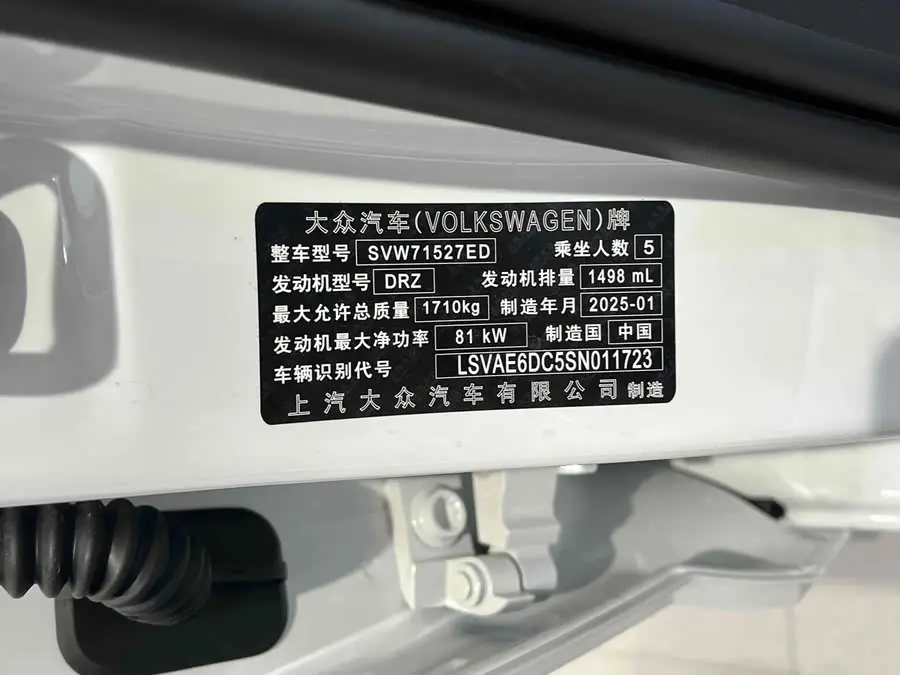 大众汽车(VOLKSWAGEN)牌
整车型号 SVW71527ED 乘坐人数 5
发动机型号 DRZ 发动机排量 1498 mL
最大允许总质量 1710kg 制造年月 2025-01
发动机最大净功率 81 kW 制造国 中国
车辆识别代号 LSVAE6DC5SN011723
上汽大众汽车有限公司 制造